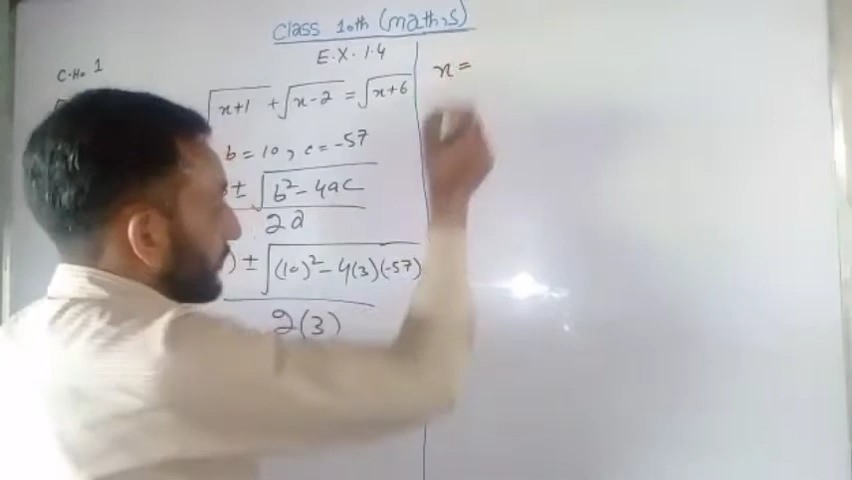 Class 10th (maths)
E.X. 1.4
C.No 1
√x+1 + √x-2 = √x+6
b = 10, c = -57
± √b²-4ac
2a
) ± √(10)²-4(3)(-57)
2(3)
x =